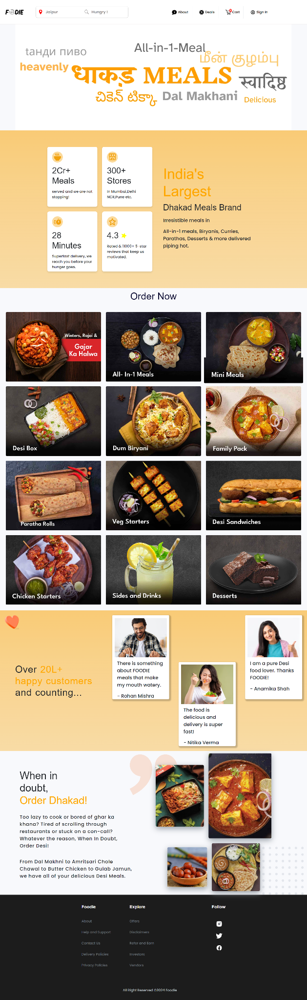 FOODIE
Jaipur
Hungry !
About
Deals
Cart
Sign In
All-in-1-Meal
танди пиво
மீன் குழம்பு
heavenly
धाकड़ MEALS
स्वादिष्ठ
చికెన్ టిక్కా
Dal Makhani
Delicious
2Cr+
Meals
served and we are not
stopping!
300+
Stores
In Mumbai,Delhi
NCR,Pune etc.
28
Minutes
Superfast delivery, we
reach you before your
hunger goes.
4.3
Rated & 11000+ 5-star
reviews that keep us
motivated.
India's
Largest
Dhakad Meals Brand
Irresistible meals in
All-in-1 meals, Biryanis, Curries,
Parathas, Desserts & more delivered
piping hot.
Order Now
Winters, Rajai &
Gajar
Ka Halwa
All- In-1 Meals
Mini Meals
Desi Box
Dum Biryani
Family Pack
Paratha Rolls
Veg Starters
Desi Sandwiches
Chicken Starters
Sides and Drinks
Desserts
Over 20L+
happy customers
and counting...
There is something
about FOODIE
meals that make
my mouth watery.
- Rohan Mishra
The food is
delicious and
delivery is super
fast!
- Nitika Verma
I am a pure Desi
food lover. Thanks
FOODIE!
- Anamika Shah
When in
doubt,
Order Dhakad!
Too lazy to cook or bored of ghar ka
khana? Tired of scrolling through
restaurants or stuck on a con-call?
Whatever the reason, When In Doubt,
Order Desi!
From Dal Makhni to Amritsari Chole
Chawal to Butter Chicken to Gulab Jamun,
we have all of your delicious Desi Meals.
Foodie
About
Help and Support
Contact Us
Delivery Policies
Privacy Policies
Explore
Offers
Disclaimers
Refer and Earn
Investors
Vendors
Follow
All Right Reserved ©2024 Foodie